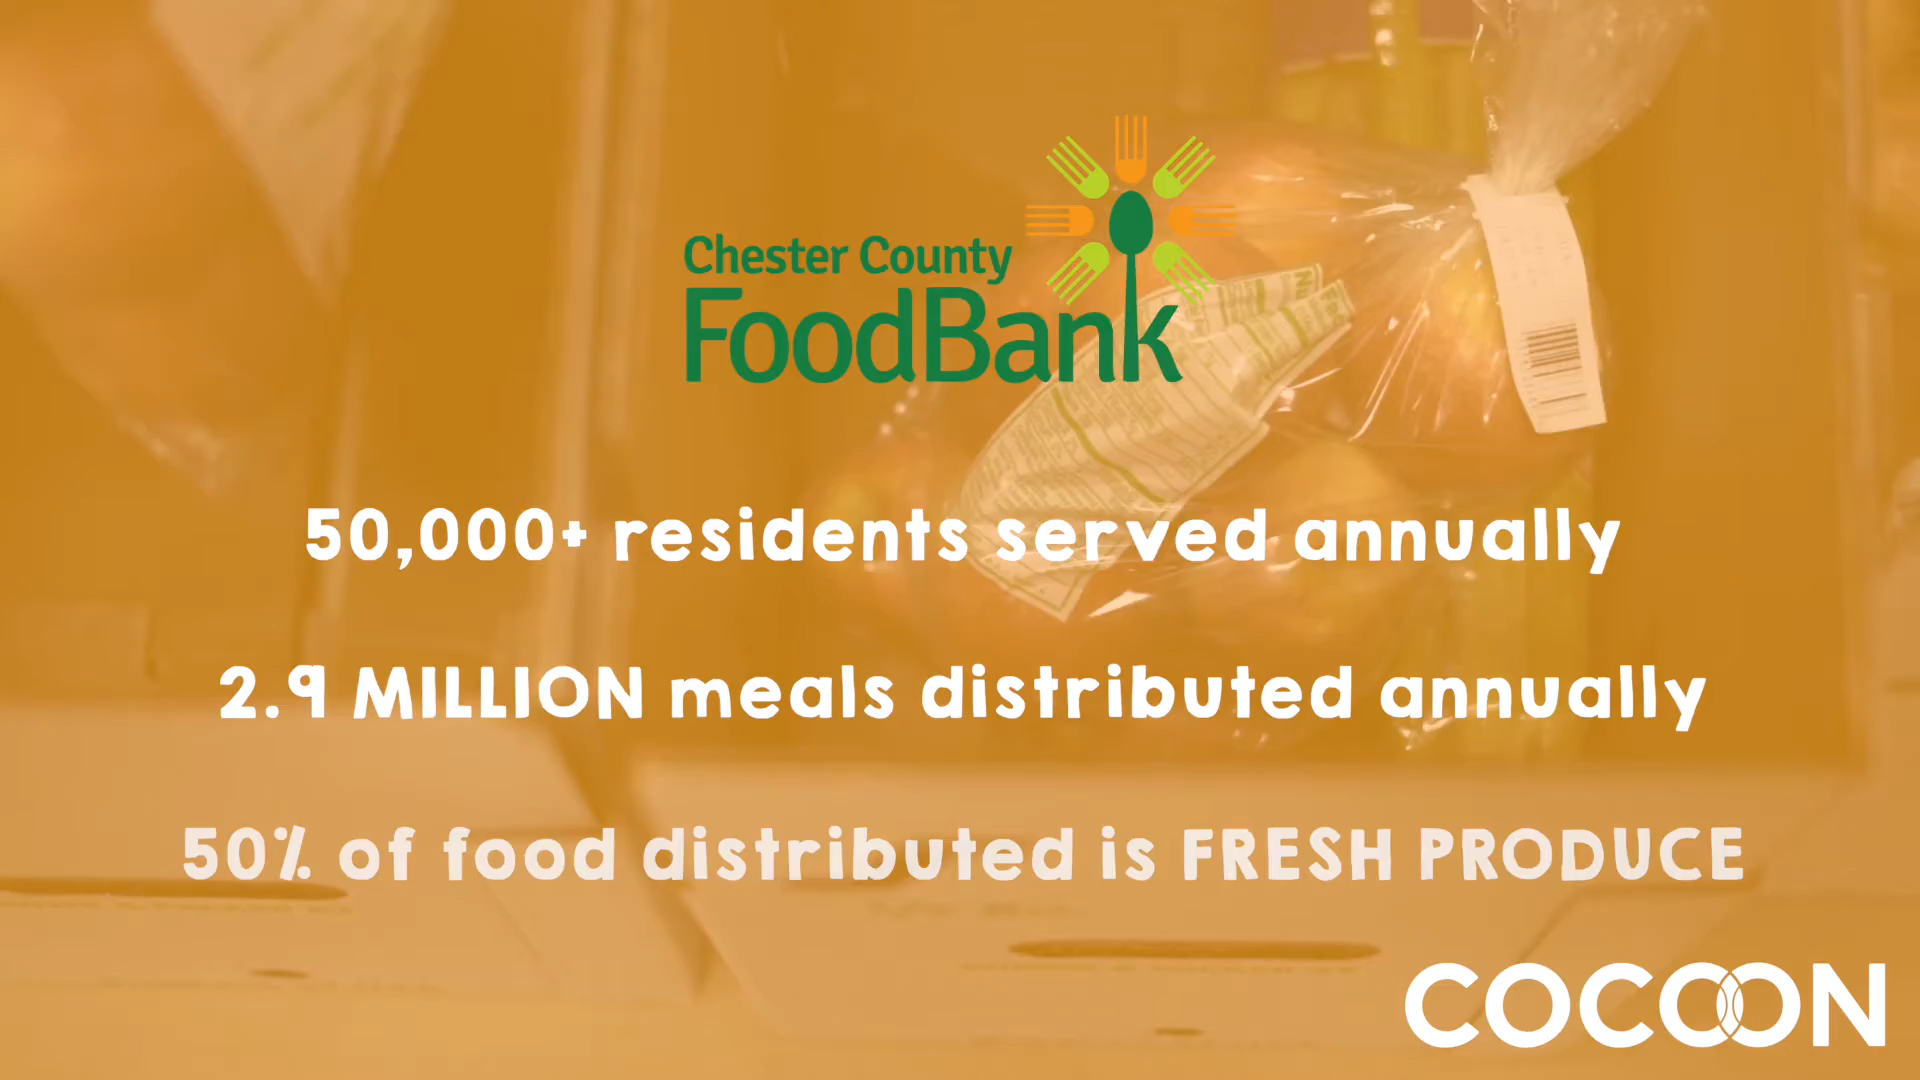 Chester County
FoodBank
50,000+ residents served annually
2.9 MILLION meals distributed annually
50% of food distributed is FRESH PRODUCE
COCOON